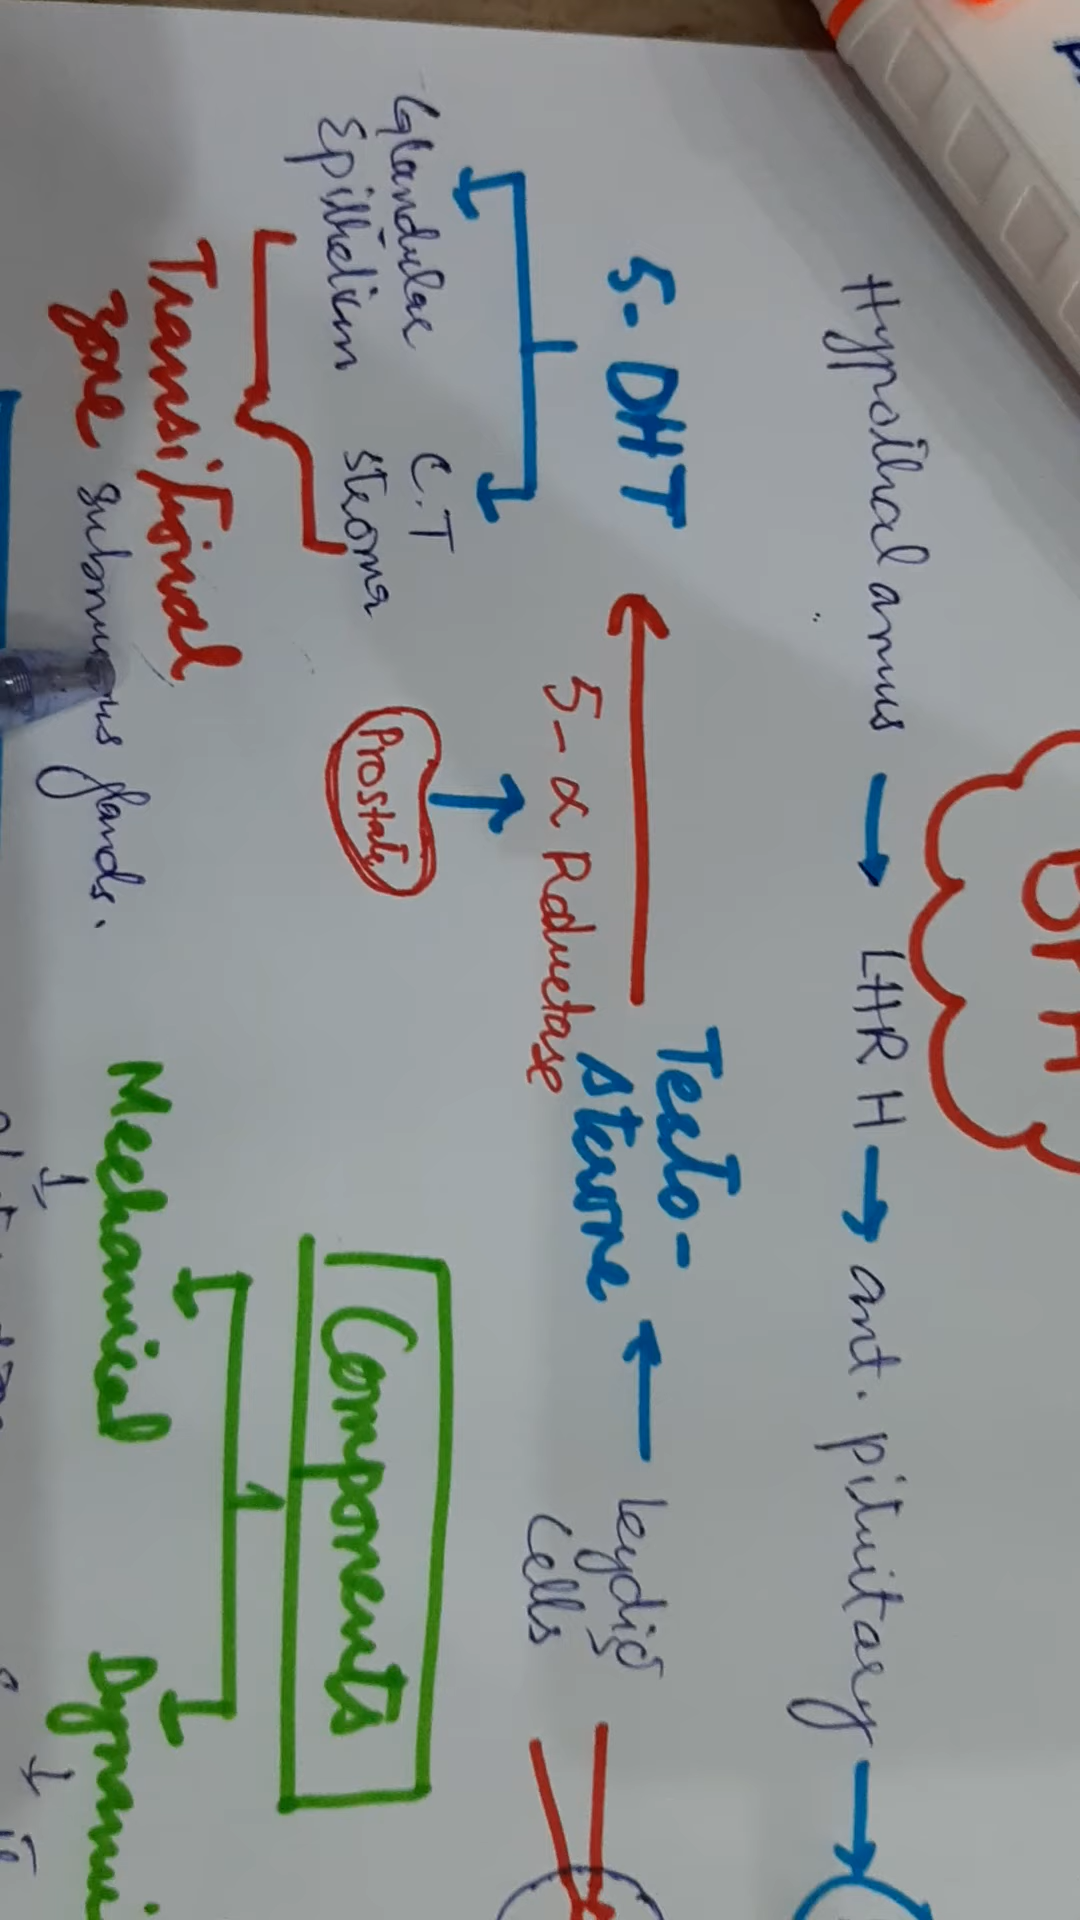 BPH
Hypothalamus → LHRH → ant. pituitary →
5-DHT
Testo-
sterone
← Leydig
Cells
5-α Reductase
Prostate
Glandular
Epithelium
C.T
stroma
Transitional
zone submucous glands.
Components
Mechanical